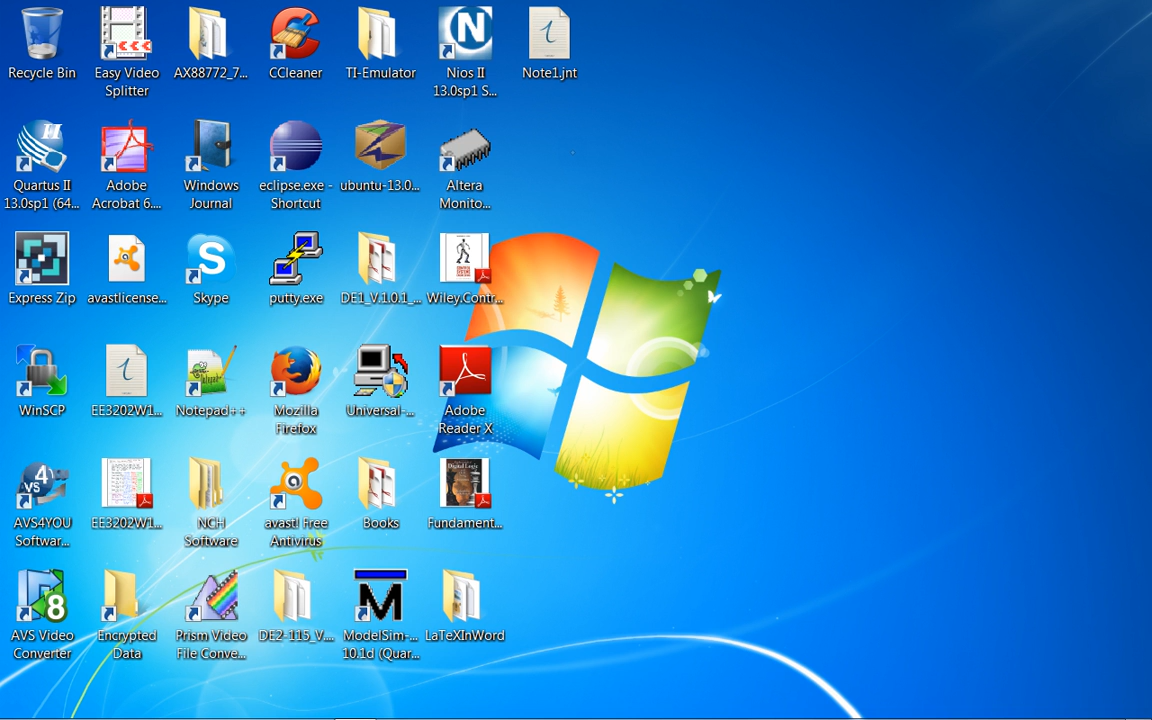 Recycle Bin
Easy Video
Splitter
AX88772_7...
CCleaner
TI-Emulator
Nios II
13.0sp1 S...
Note1.jnt
Quartus II
13.0sp1 (64...
Adobe
Acrobat 6....
Windows
Journal
eclipse.exe -
Shortcut
ubuntu-13.0...
Altera
Monito...
Express Zip
avastlicense...
Skype
putty.exe
DE1_V.1.0.1_...
Wiley.Contr...
WinSCP
EE3202W1...
Notepad++
Mozilla
Firefox
Universal-...
Adobe
Reader X
AVS4YOU
Softwar...
EE3202W1...
NCH
Software
avast! Free
Antivirus
Books
Fundament...
AVS Video
Converter
Encrypted
Data
Prism Video
File Conve...
DE2-115_V....
ModelSim-...
10.1d (Quar...
LaTeXInWord